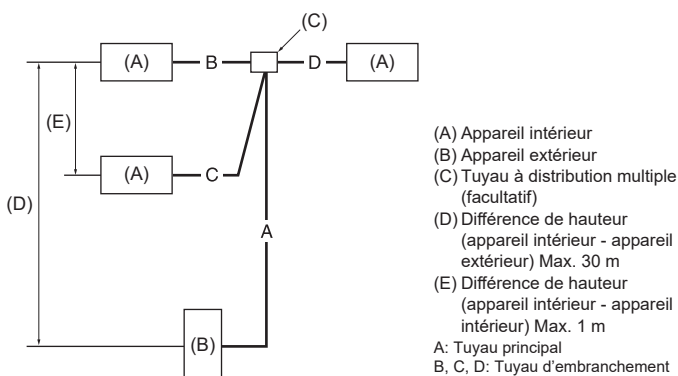 (C)
(A)
B
D
(A)
(E)
(A)
C
(D)
A
(B)
(A) Appareil intérieur
(B) Appareil extérieur
(C) Tuyau à distribution multiple
(facultatif)
(D) Différence de hauteur
(appareil intérieur - appareil
extérieur) Max. 30 m
(E) Différence de hauteur
(appareil intérieur - appareil
intérieur) Max. 1 m
A: Tuyau principal
B, C, D: Tuyau d'embranchement